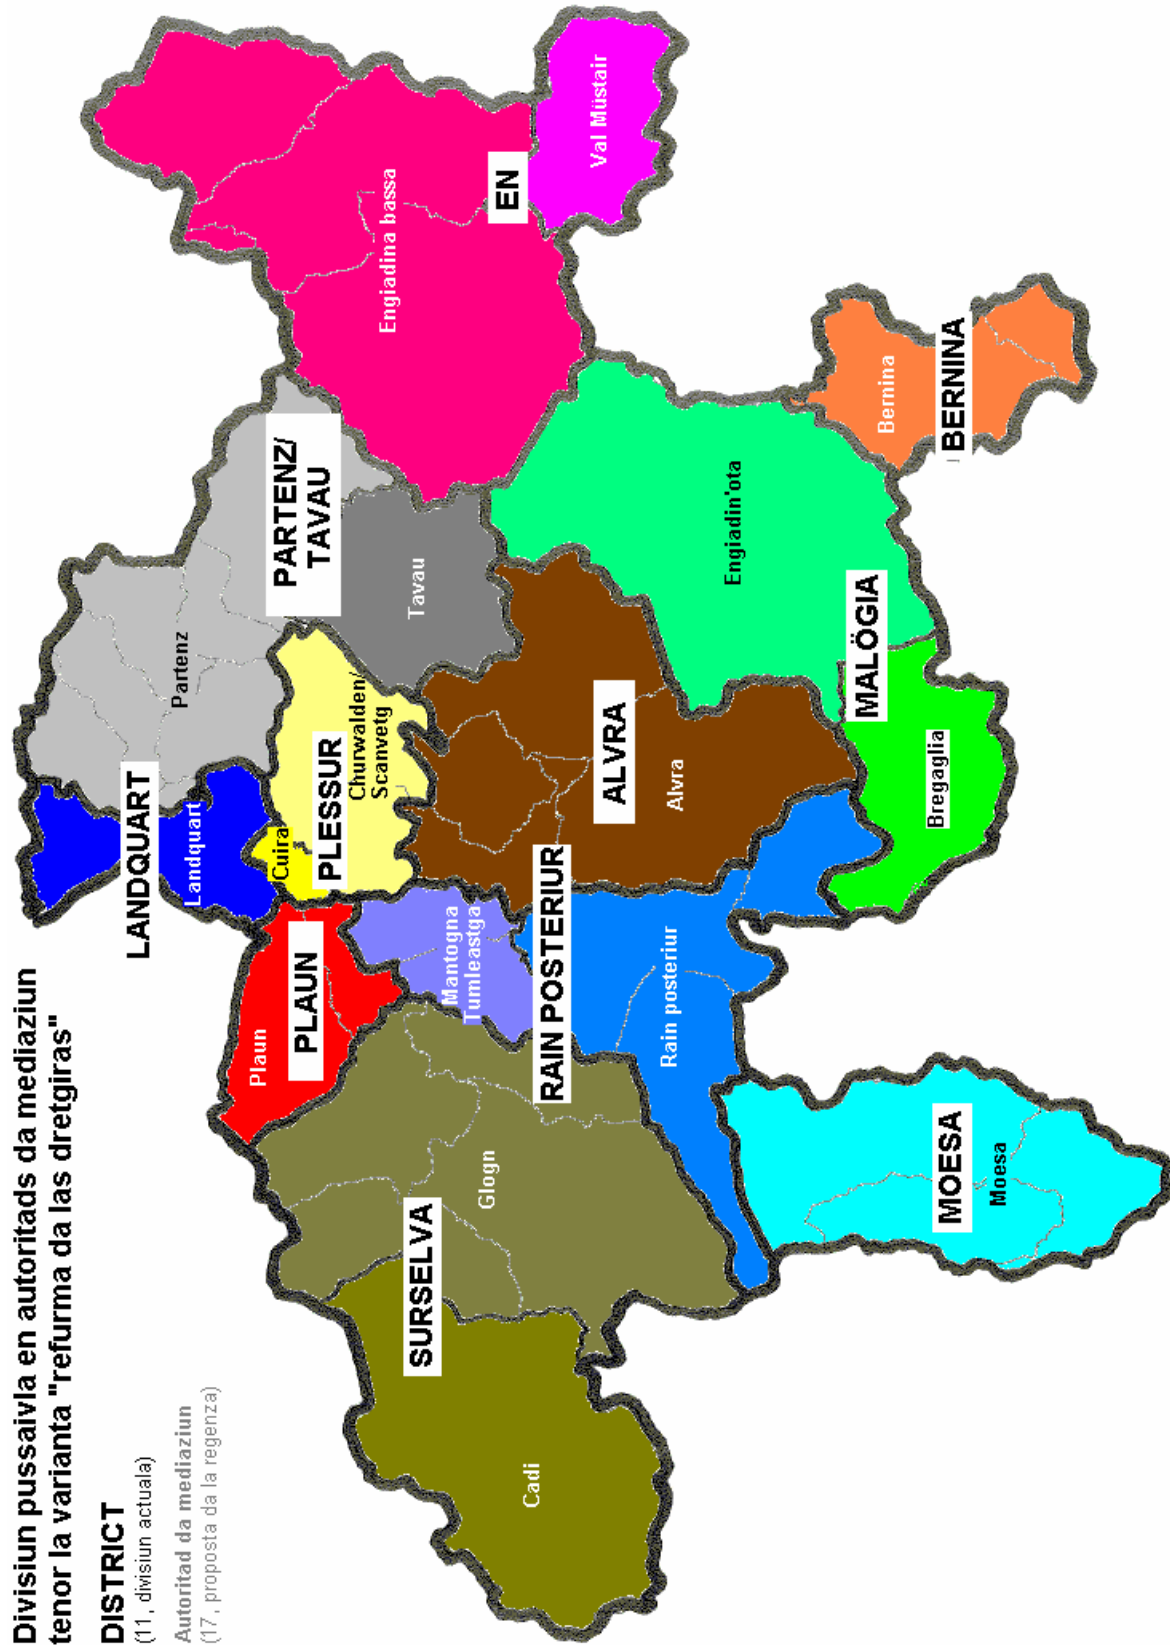 Divisiun pussaivla en autoritads da mediaziun
tenor la varianta "refurma da las dretgiras"
DISTRICT
(11, divisiun actuala)
Autoritad da mediaziun
(17, proposta da la regenza)
LANDQUART
Landquart
Partenz
PARTENZ/
TAVAU
Tavau
Cuira
PLESSUR
Churwalden/
Scanvetg
Plaun
PLAUN
Mantogna
Tumleastga
RAIN POSTERIUR
Rain posteriur
SURSELVA
Glogn
Cadi
ALVRA
Alvra
Engiadina bassa
EN
Val Müstair
Engiadin'ota
MALÖGIA
Bregaglia
Bernina
BERNINA
MOESA
Moesa